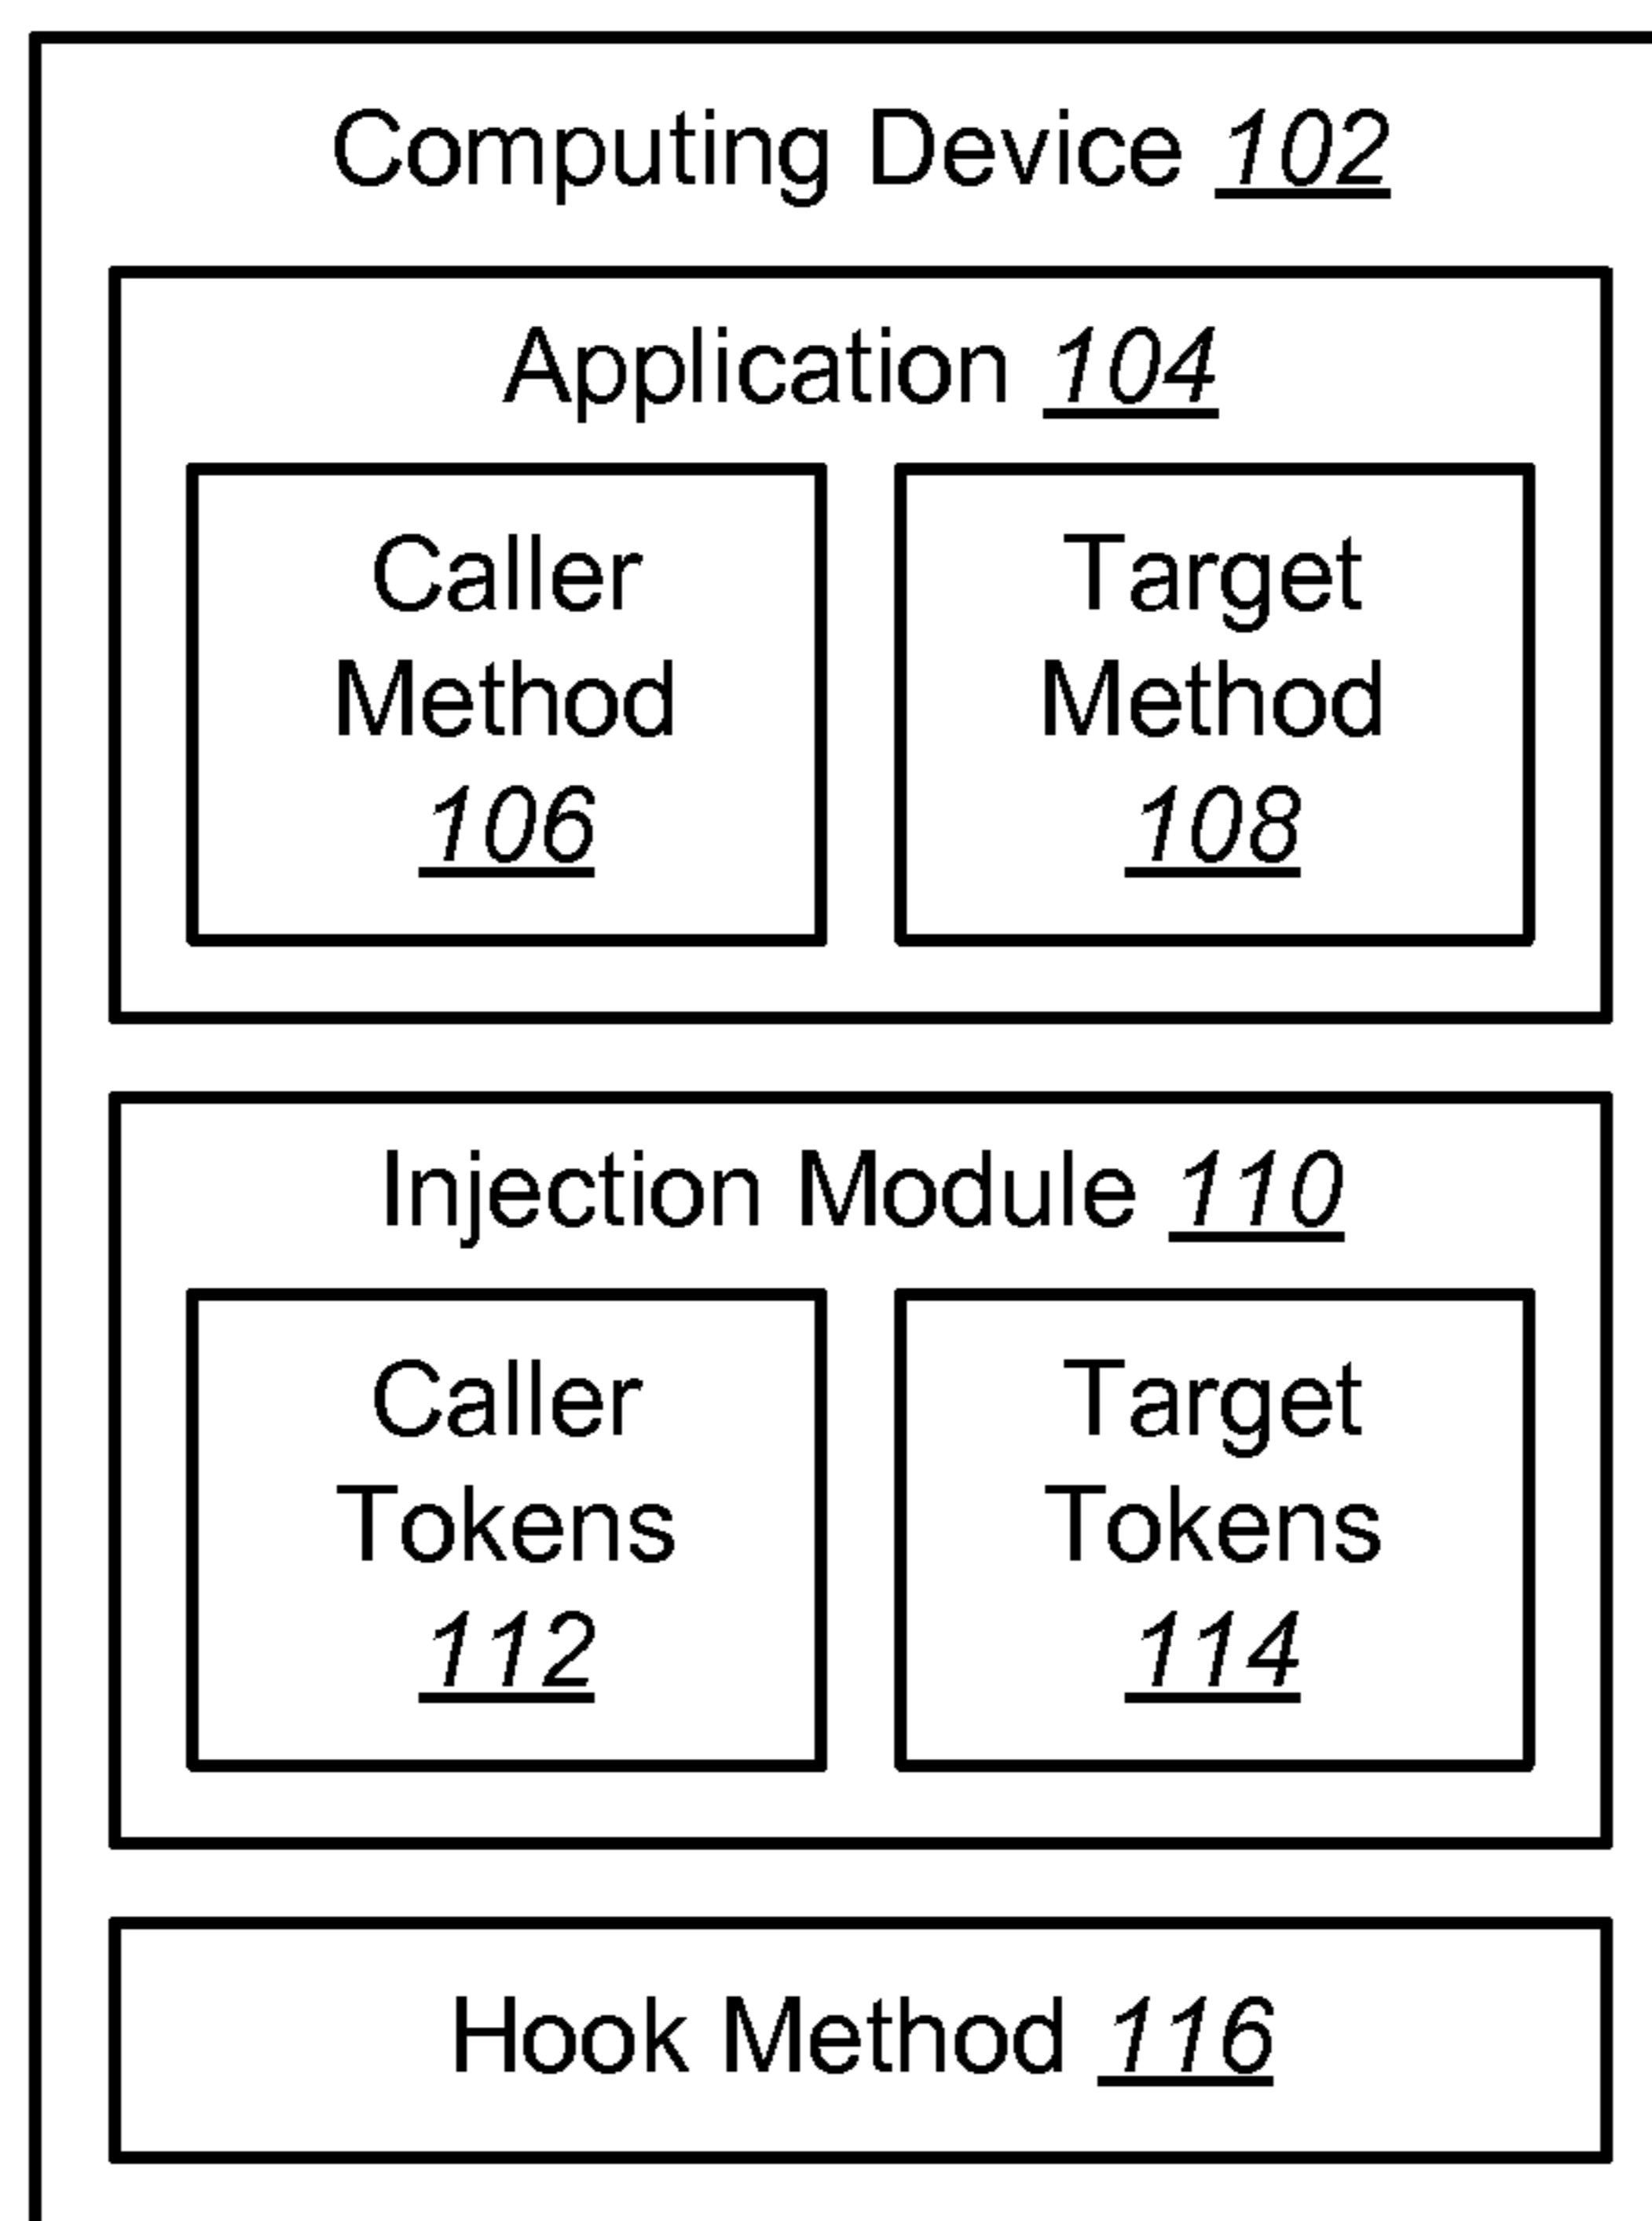 Computing Device 102
Application 104
Caller
Method
106
Target
Method
108
Injection Module 110
Caller
Tokens
112
Target
Tokens
114
Hook Method 116